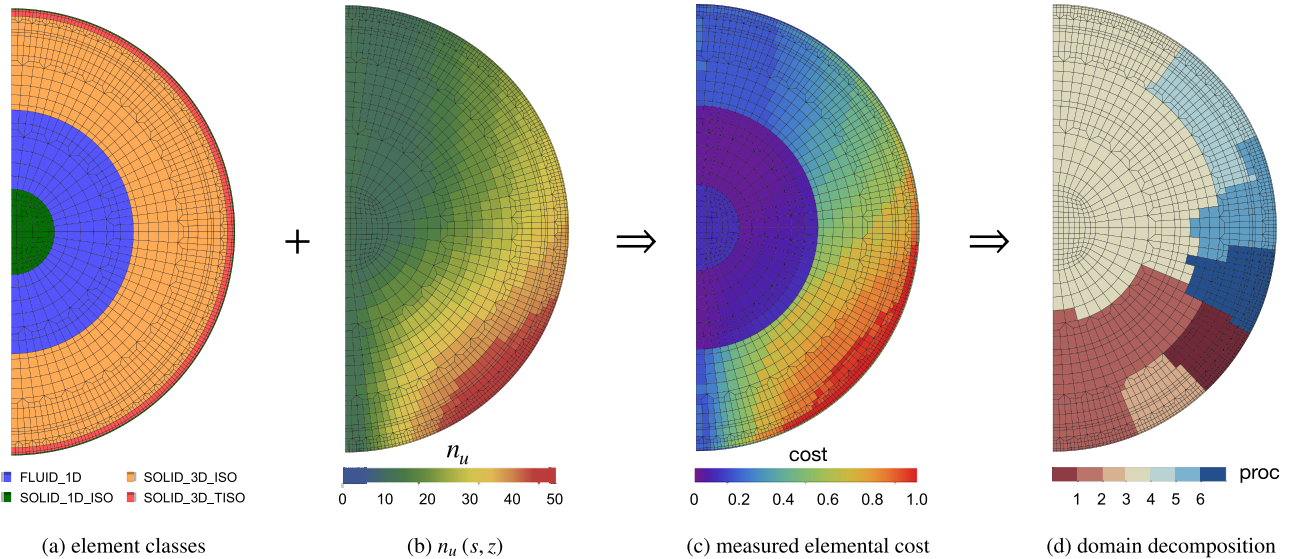 + ⇒ ⇒
n_u cost
FLUID_1D SOLID_3D_ISO
SOLID_1D_ISO SOLID_3D_TISO
0 10 20 30 40 50
0 0.2 0.4 0.6 0.8 1.0
1 2 3 4 5 6 proc
(a) element classes (b) n_u (s, z) (c) measured elemental cost (d) domain decomposition